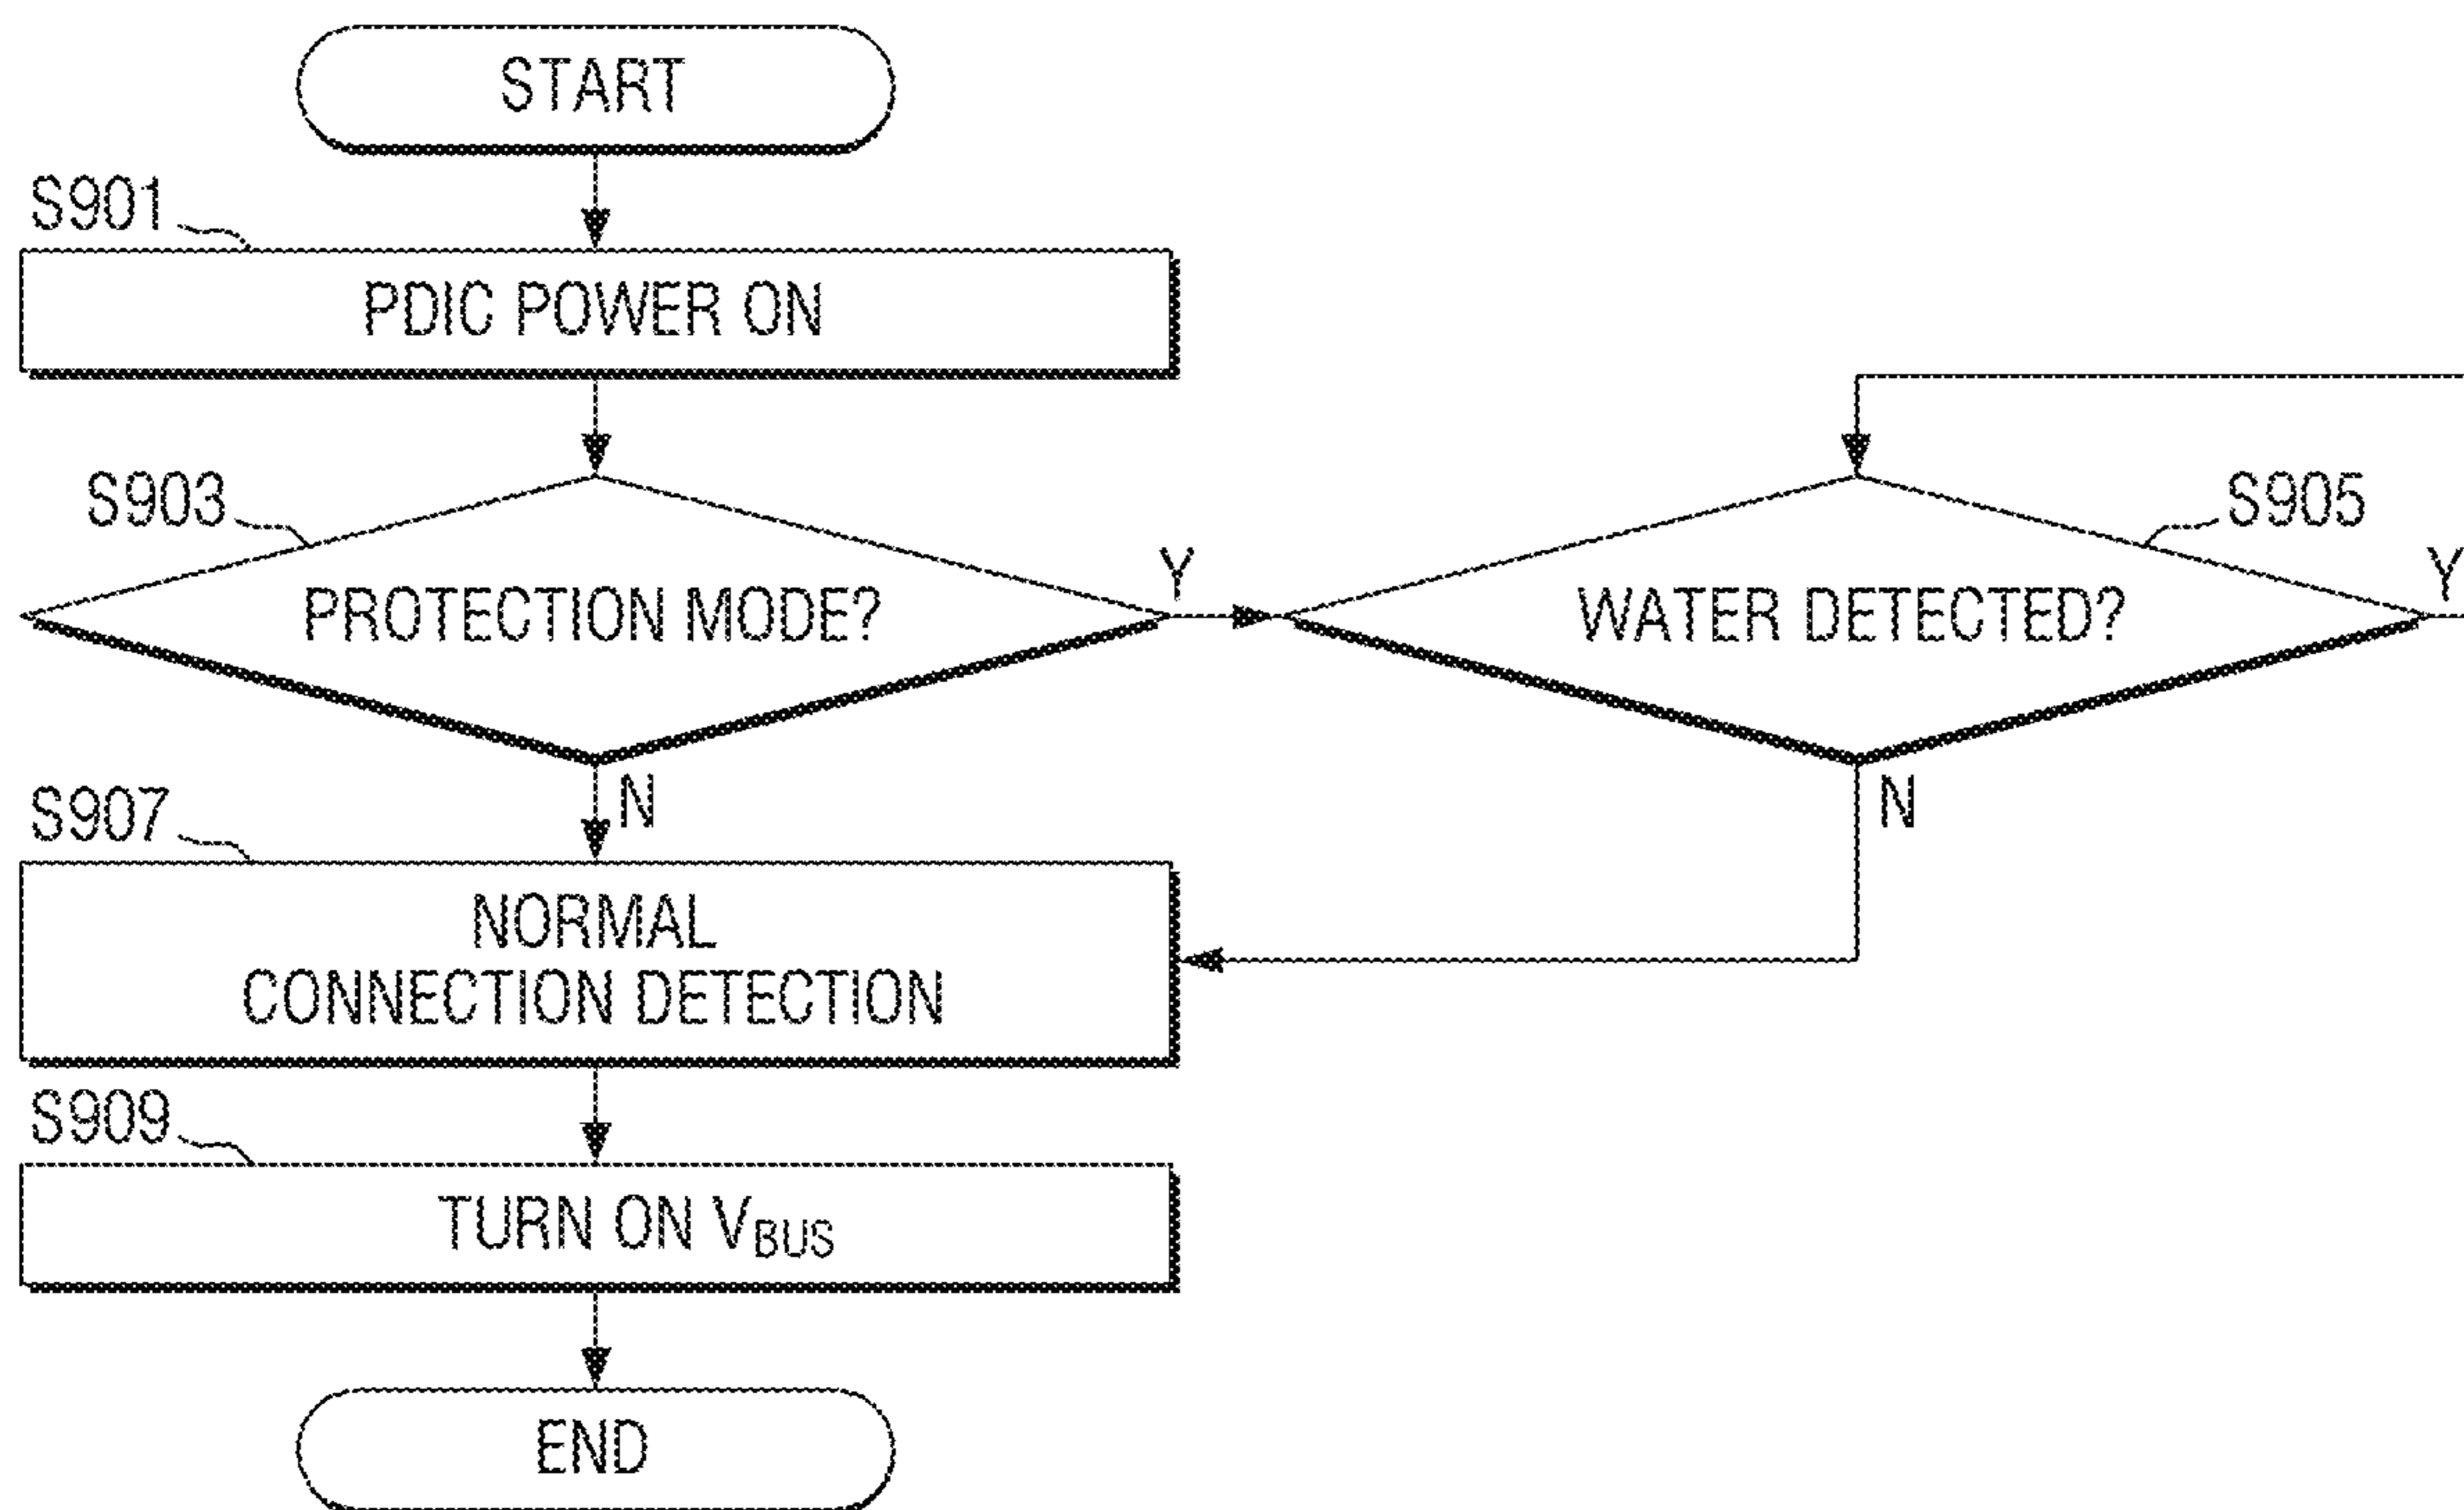 START
S901
PDIC POWER ON
S903
PROTECTION MODE?
Y
S905
WATER DETECTED?
Y
N
N
S907
NORMAL
CONNECTION DETECTION
S909
TURN ON VBUS
END